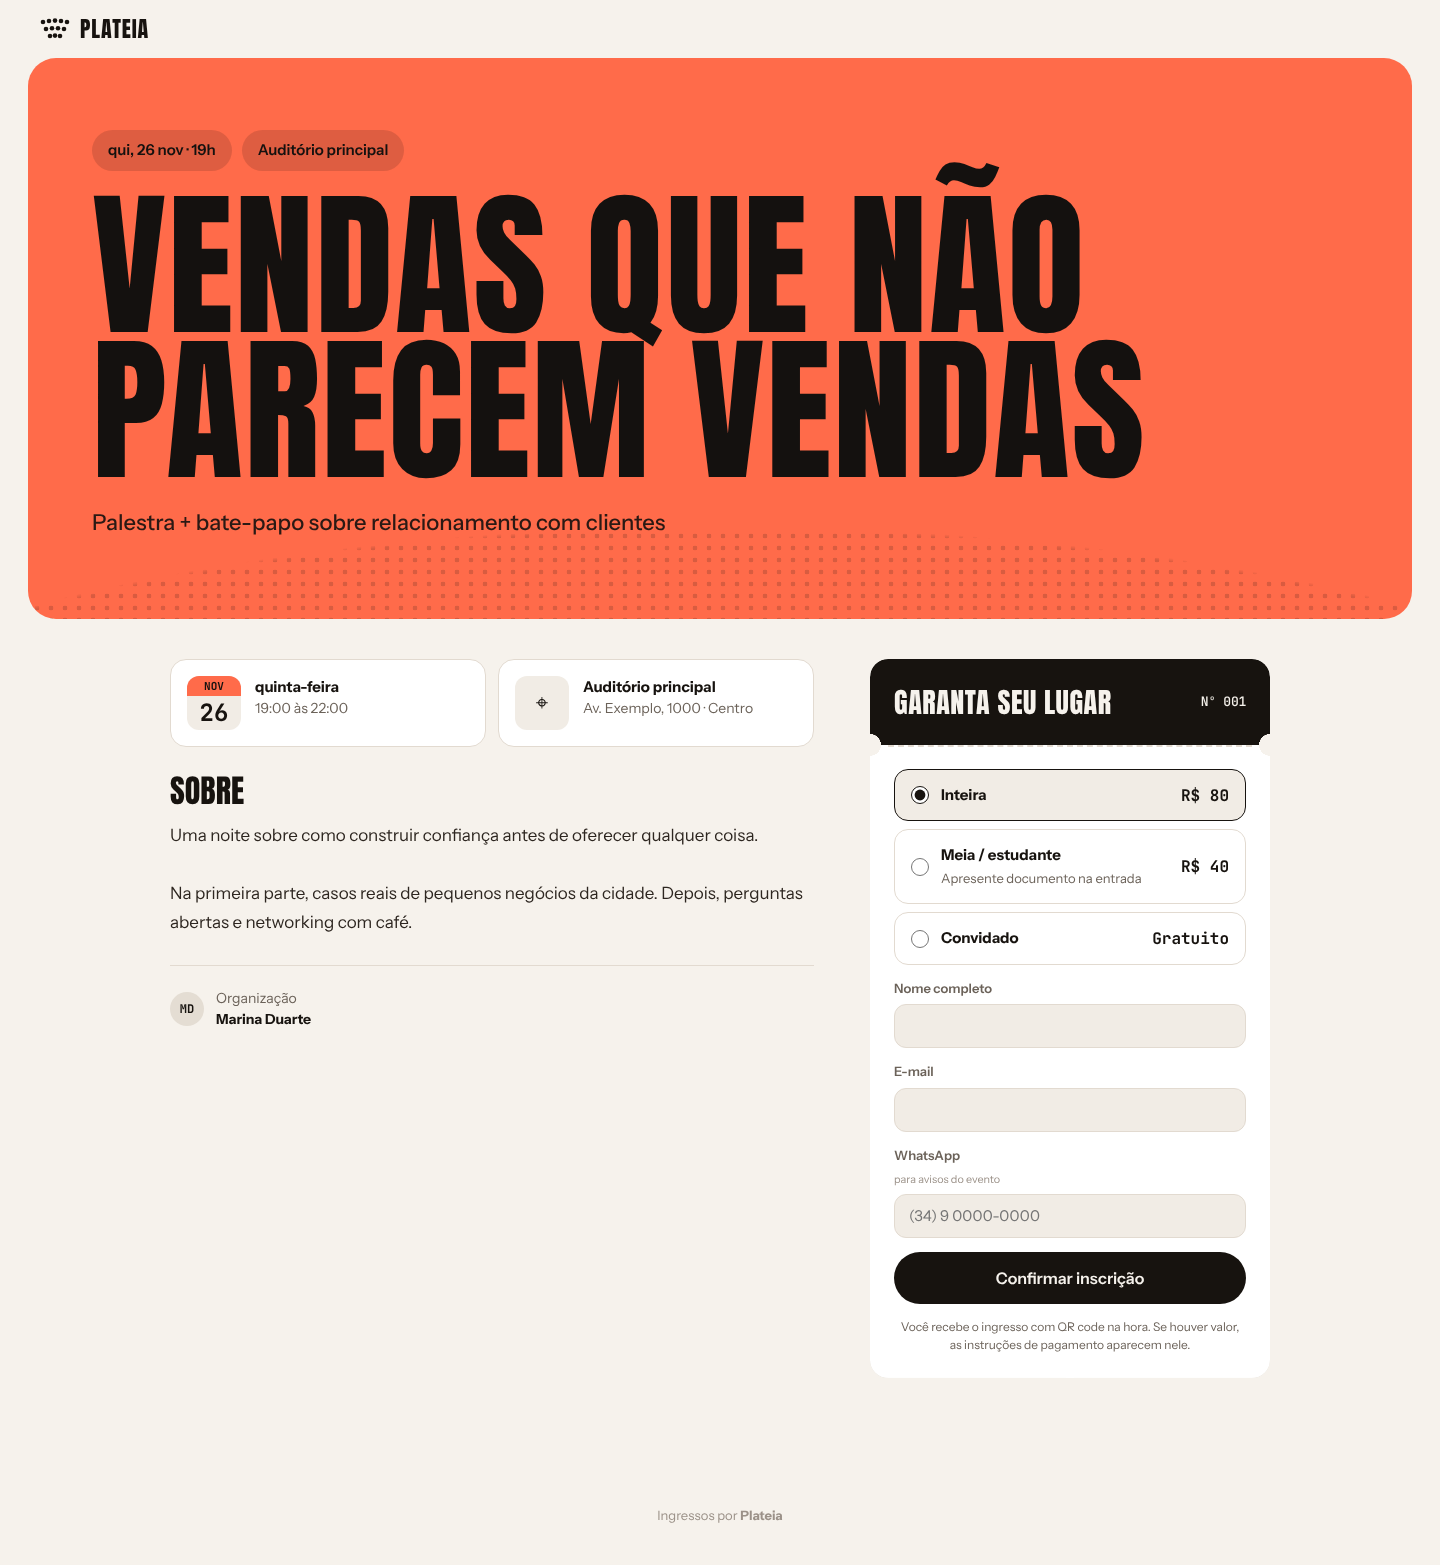 PLATEIA
qui, 26 nov · 19h
Auditório principal
VENDAS QUE NÃO
PARECEM VENDAS
Palestra + bate-papo sobre relacionamento com clientes
NOV
26
quinta-feira
19:00 às 22:00
Auditório principal
Av. Exemplo, 1000 · Centro
SOBRE
Uma noite sobre como construir confiança antes de oferecer qualquer coisa.
Na primeira parte, casos reais de pequenos negócios da cidade. Depois, perguntas
abertas e networking com café.
MD
Organização
Marina Duarte
GARANTA SEU LUGAR
N° 001
Inteira
R$ 80
Meia / estudante
Apresente documento na entrada
R$ 40
Convidado
Gratuito
Nome completo
E-mail
WhatsApp
para avisos do evento
(34) 9 0000-0000
Confirmar inscrição
Você recebe o ingresso com QR code na hora. Se houver valor,
as instruções de pagamento aparecem nele.
Ingressos por Plateia